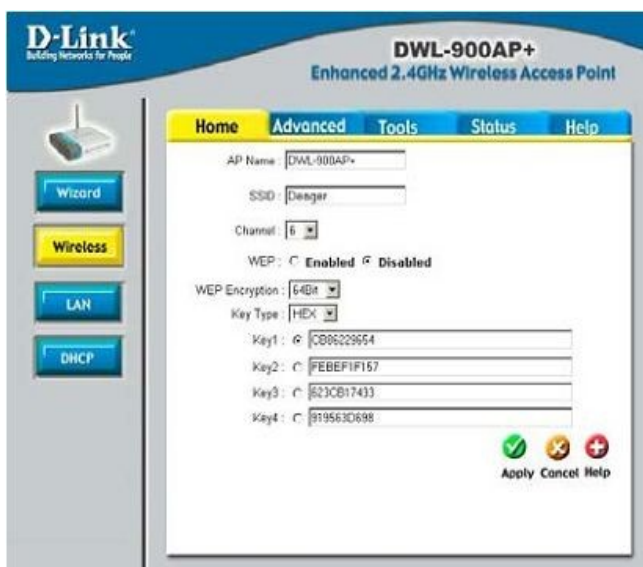 D-Link
Building Networks for People
DWL-900AP+
Enhanced 2.4GHz Wireless Access Point
Home Advanced Tools Status Help
Wizard
Wireless
LAN
DHCP
AP Name : DWL-900AP+
SSID : Deager
Channel : 6
WEP : Enabled Disabled
WEP Encryption : 64Bit
Key Type : HEX
Key1 : CB86229654
Key2 : FEBEF1F157
Key3 : 623CB17433
Key4 : 919563D698
Apply Cancel Help